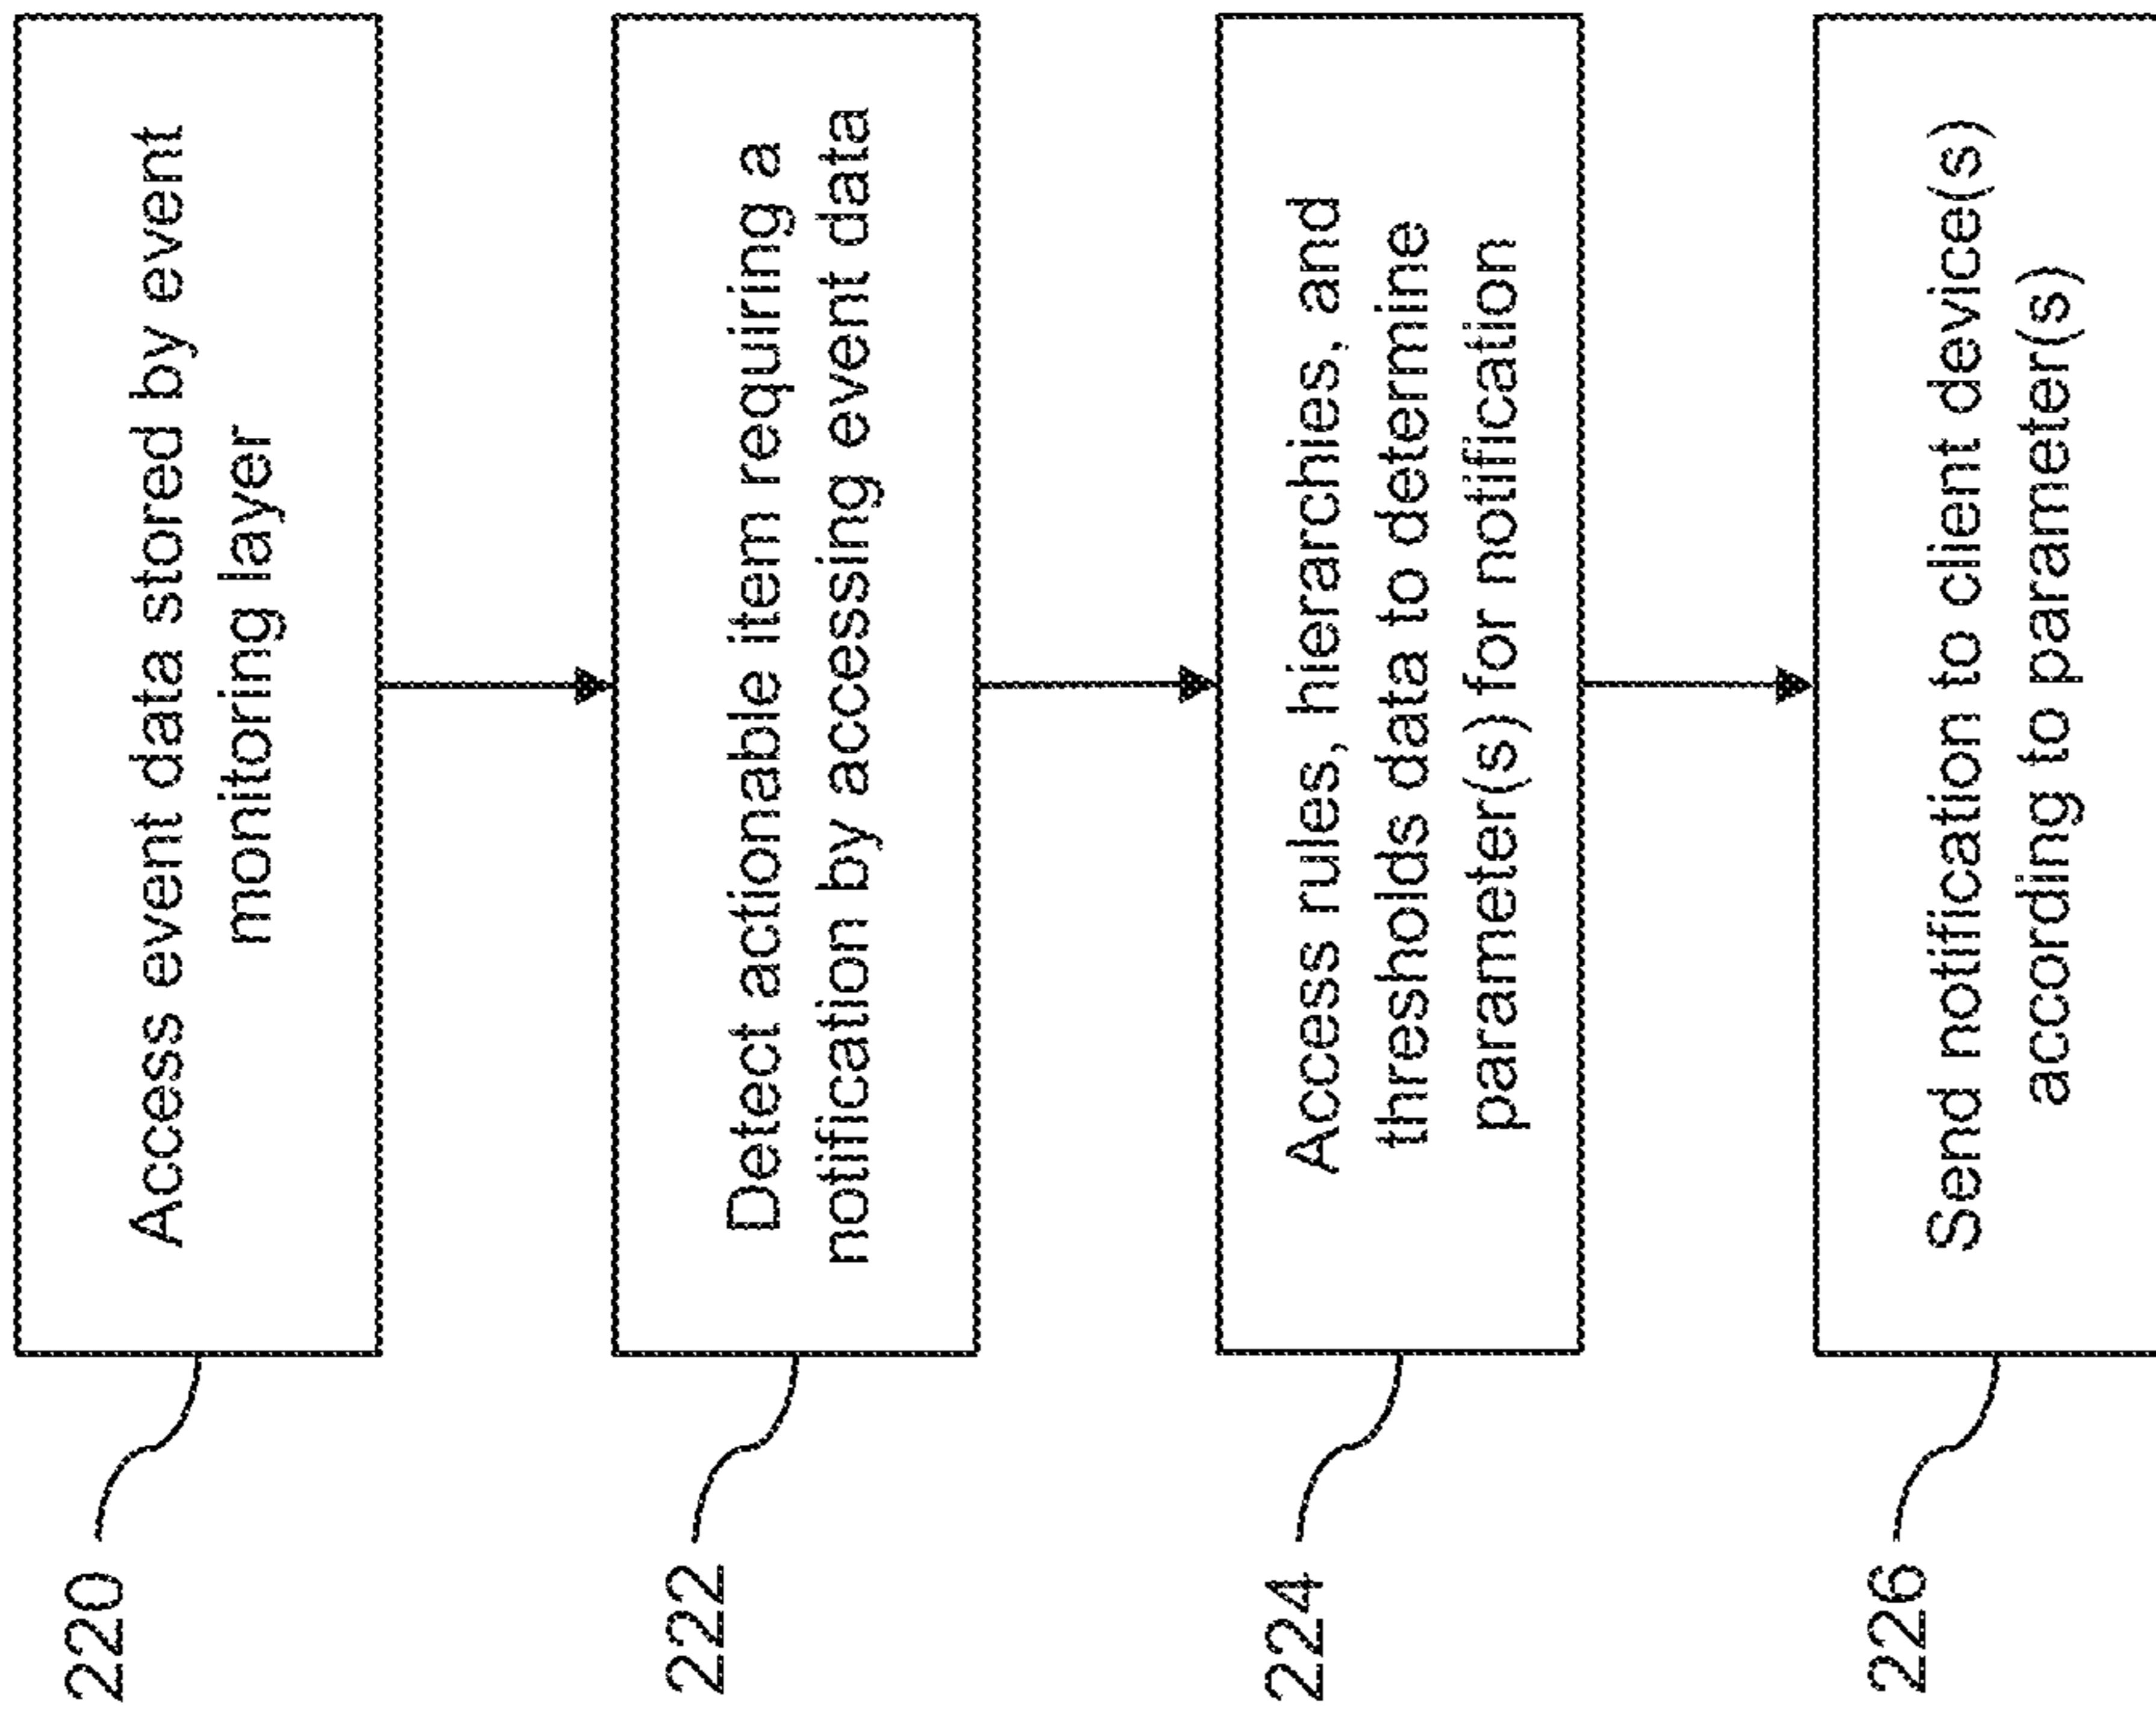 220
Access event data stored by event
monitoring layer
222
Detect actionable item requiring a
notification by accessing event data
224
Access rules, hierarchies, and
thresholds data to determine
parameter(s) for notification
226
Send notification to client device(s)
according to parameter(s)